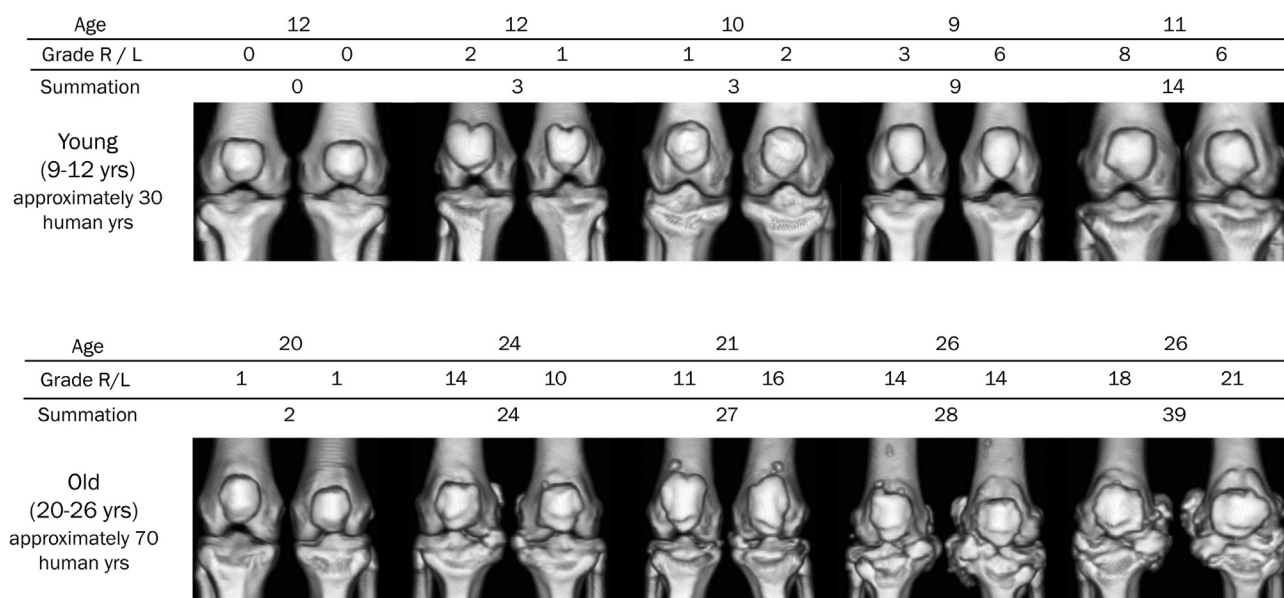 Age 12 12 10 9 11
Grade R / L 0 0 2 1 1 2 3 6 8 6
Summation 0 3 3 9 14
Young
(9-12 yrs)
approximately 30
human yrs
Age 20 24 21 26 26
Grade R/L 1 1 14 10 11 16 14 14 18 21
Summation 2 24 27 28 39
Old
(20-26 yrs)
approximately 70
human yrs